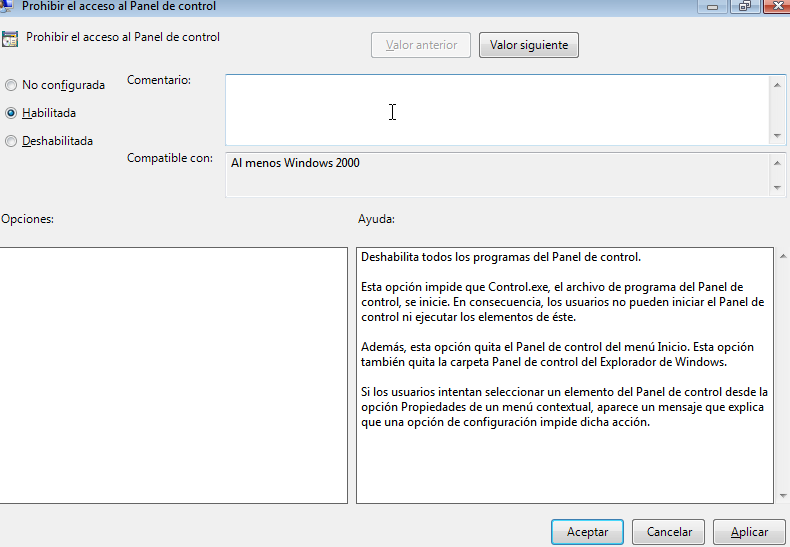 Prohibir el acceso al Panel de control
Prohibir el acceso al Panel de control
Valor anterior
Valor siguiente
No configurada
Habilitada
Deshabilitada
Comentario:
Compatible con:
Al menos Windows 2000
Opciones:
Ayuda:
Deshabilita todos los programas del Panel de control.
Esta opción impide que Control.exe, el archivo de programa del Panel de
control, se inicie. En consecuencia, los usuarios no pueden iniciar el Panel de
control ni ejecutar los elementos de éste.
Además, esta opción quita el Panel de control del menú Inicio. Esta opción
también quita la carpeta Panel de control del Explorador de Windows.
Si los usuarios intentan seleccionar un elemento del Panel de control desde la
opción Propiedades de un menú contextual, aparece un mensaje que explica
que una opción de configuración impide dicha acción.
Aceptar
Cancelar
Aplicar